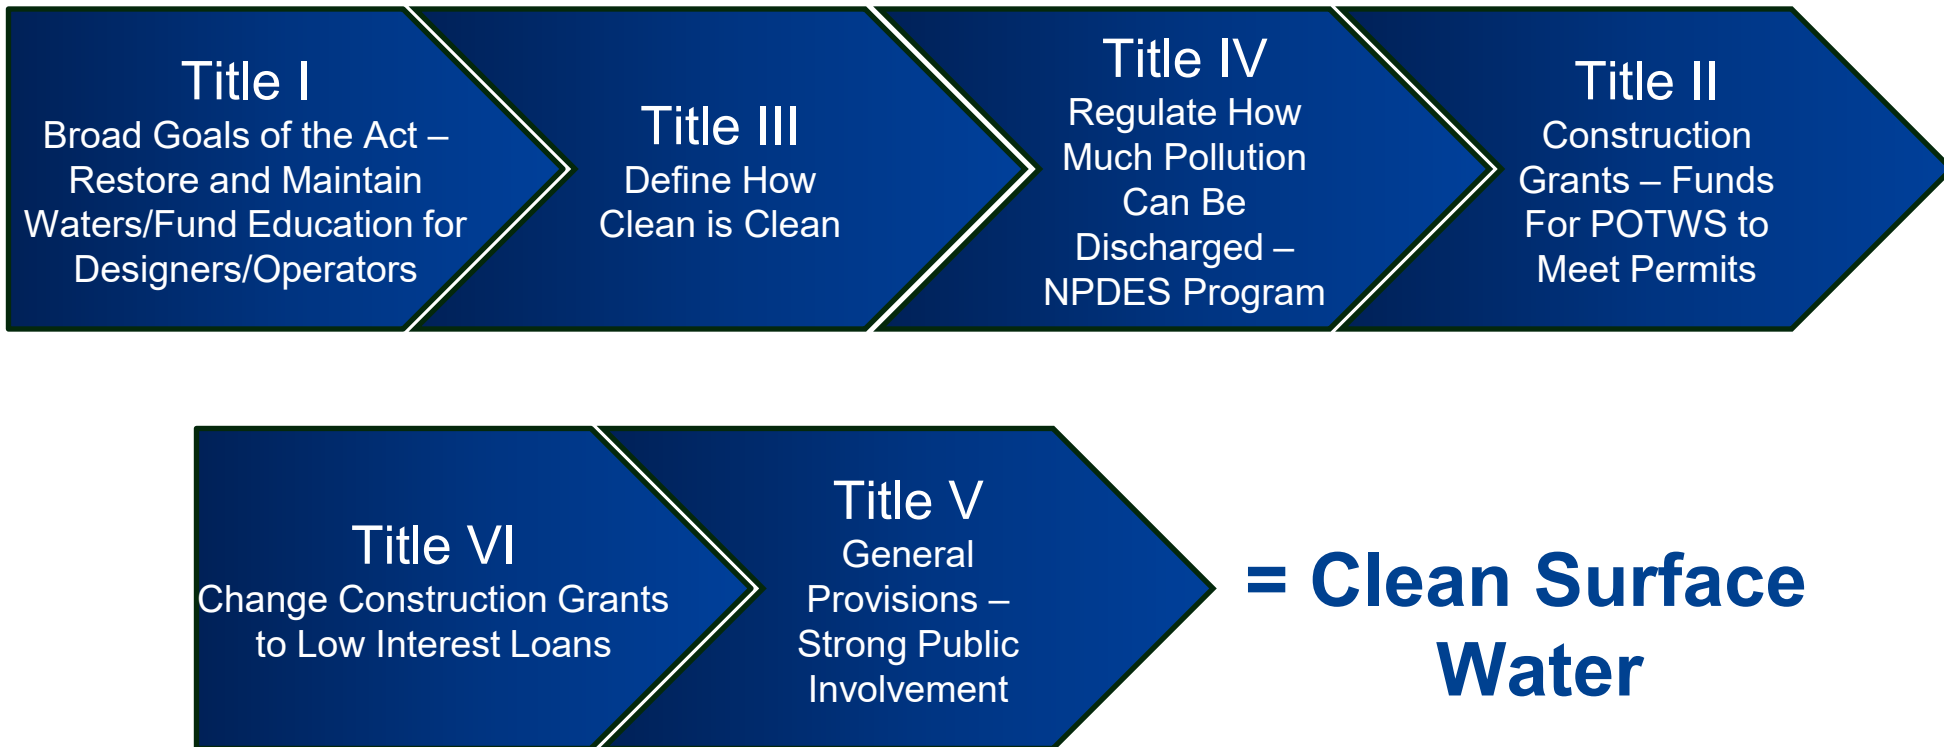 Title I
Broad Goals of the Act –
Restore and Maintain
Waters/Fund Education for
Designers/Operators
Title III
Define How
Clean is Clean
Title IV
Regulate How
Much Pollution
Can Be
Discharged –
NPDES Program
Title II
Construction
Grants – Funds
For POTWS to
Meet Permits
Title VI
Change Construction Grants
to Low Interest Loans
Title V
General
Provisions –
Strong Public
Involvement
= Clean Surface
Water